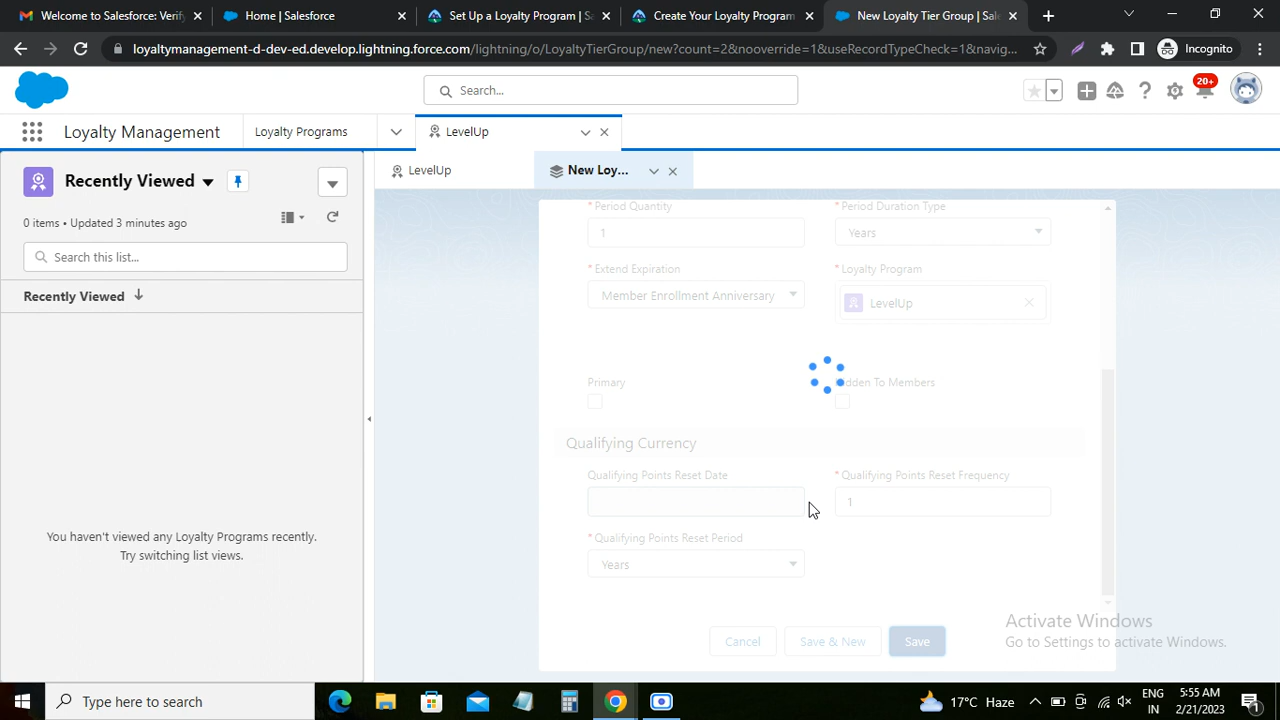 Welcome to Salesforce: Verify
Home | Salesforce
Set Up a Loyalty Program | S
Create Your Loyalty Program
New Loyalty Tier Group | Sale
loyaltymanagement-d-dev-ed.develop.lightning.force.com/lightning/o/LoyaltyTierGroup/new?count=2&nooverride=1&useRecordTypeCheck=1&navig...
Incognito
Search...
20+
Loyalty Management
Loyalty Programs
LevelUp
Recently Viewed
LevelUp
New Loy...
0 items • Updated 3 minutes ago
Search this list...
Recently Viewed
You haven't viewed any Loyalty Programs recently.
Try switching list views.
* Period Quantity
* Period Duration Type
1
Years
* Extend Expiration
* Loyalty Program
Member Enrollment Anniversary
LevelUp
Primary
Hidden To Members
Qualifying Currency
Qualifying Points Reset Date
* Qualifying Points Reset Frequency
1
* Qualifying Points Reset Period
Years
Cancel
Save & New
Save
Activate Windows
Go to Settings to activate Windows.
Type here to search
17°C Haze
ENG
IN
5:55 AM
2/21/2023
1